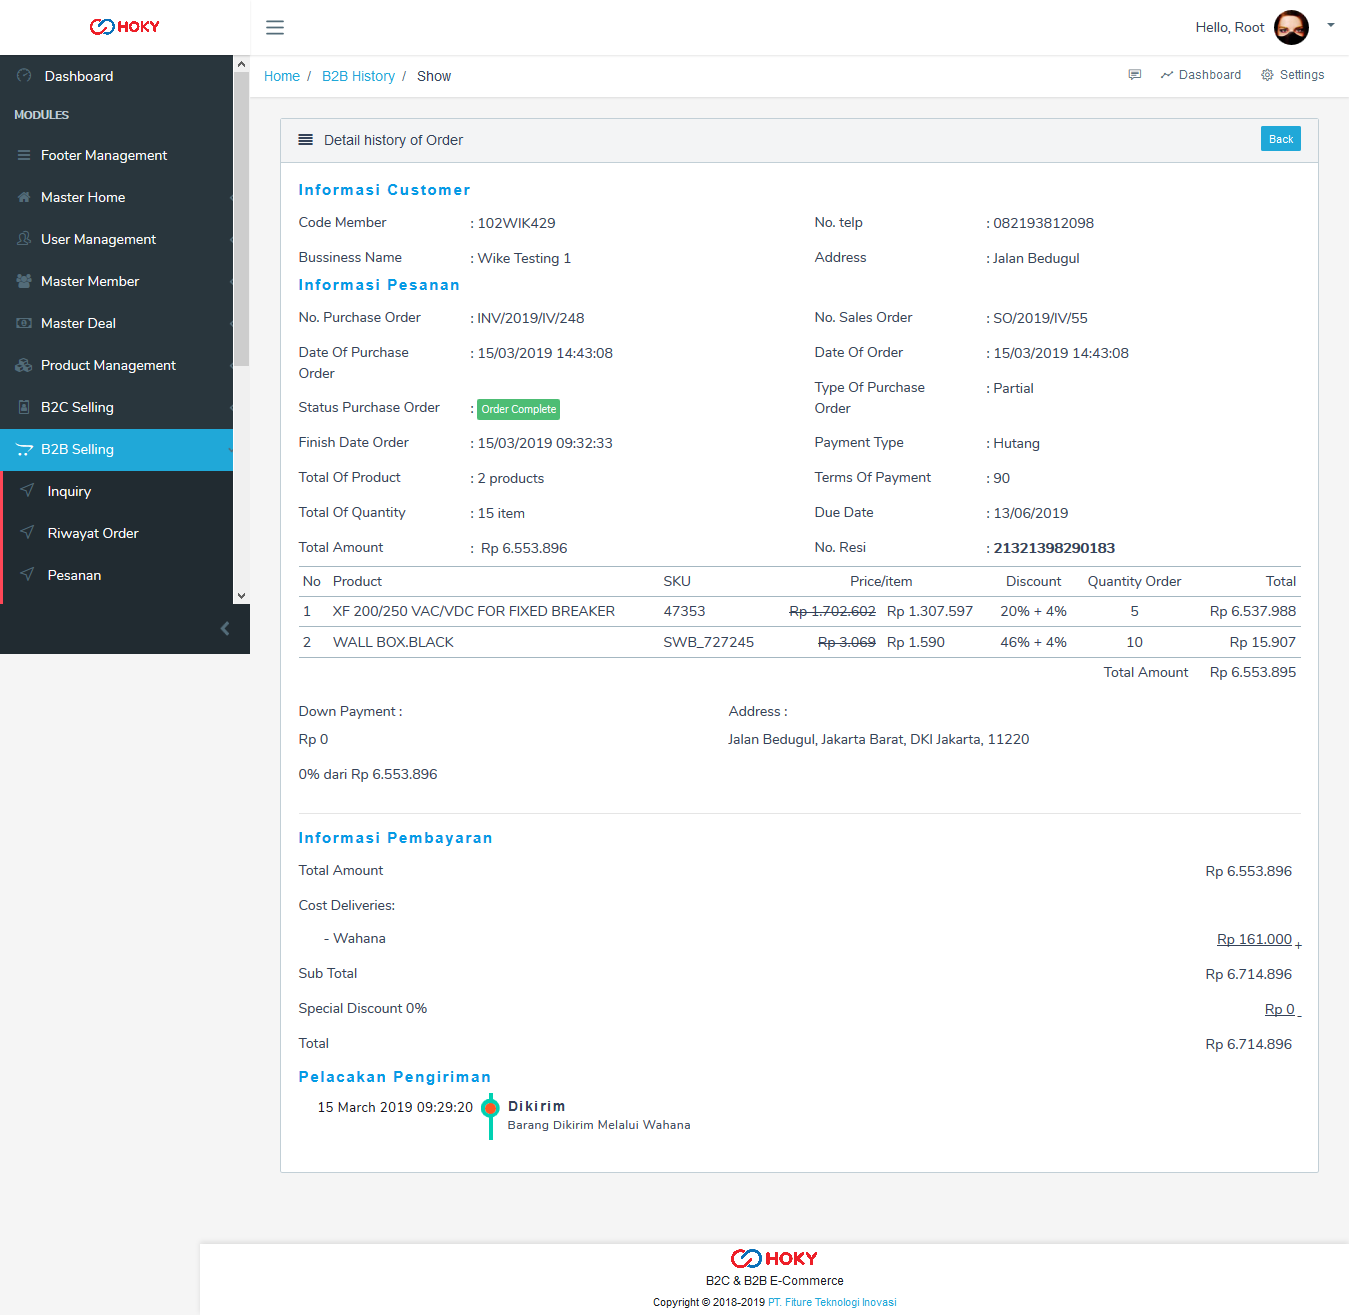 HOKY
Hello, Root
Home / B2B History / Show
Dashboard Settings
Dashboard
MODULES
Footer Management
Master Home
User Management
Master Member
Master Deal
Product Management
B2C Selling
B2B Selling
Inquiry
Riwayat Order
Pesanan
Detail history of Order
Back
Informasi Customer
Code Member : 102WIK429 No. telp : 082193812098
Bussiness Name : Wike Testing 1 Address : Jalan Bedugul
Informasi Pesanan
No. Purchase Order : INV/2019/IV/248
Date Of Purchase Order : 15/03/2019 14:43:08
Status Purchase Order : Order Complete
Finish Date Order : 15/03/2019 09:32:33
Total Of Product : 2 products
Total Of Quantity : 15 item
Total Amount : Rp 6.553.896
No. Sales Order : SO/2019/IV/55
Date Of Order : 15/03/2019 14:43:08
Type Of Purchase Order : Partial
Payment Type : Hutang
Terms Of Payment : 90
Due Date : 13/06/2019
No. Resi : 21321398290183
No Product SKU Price/item Discount Quantity Order Total
1 XF 200/250 VAC/VDC FOR FIXED BREAKER 47353 Rp 1.702.602 Rp 1.307.597 20% + 4% 5 Rp 6.537.988
2 WALL BOX.BLACK SWB_727245 Rp 3.069 Rp 1.590 46% + 4% 10 Rp 15.907
Total Amount Rp 6.553.895
Down Payment :
Rp 0
0% dari Rp 6.553.896
Address :
Jalan Bedugul, Jakarta Barat, DKI Jakarta, 11220
Informasi Pembayaran
Total Amount Rp 6.553.896
Cost Deliveries:
- Wahana Rp 161.000 +
Sub Total Rp 6.714.896
Special Discount 0% Rp 0 -
Total Rp 6.714.896
Pelacakan Pengiriman
15 March 2019 09:29:20 Dikirim
Barang Dikirim Melalui Wahana
HOKY
B2C & B2B E-Commerce
Copyright © 2018-2019 PT. Fiture Teknologi Inovasi